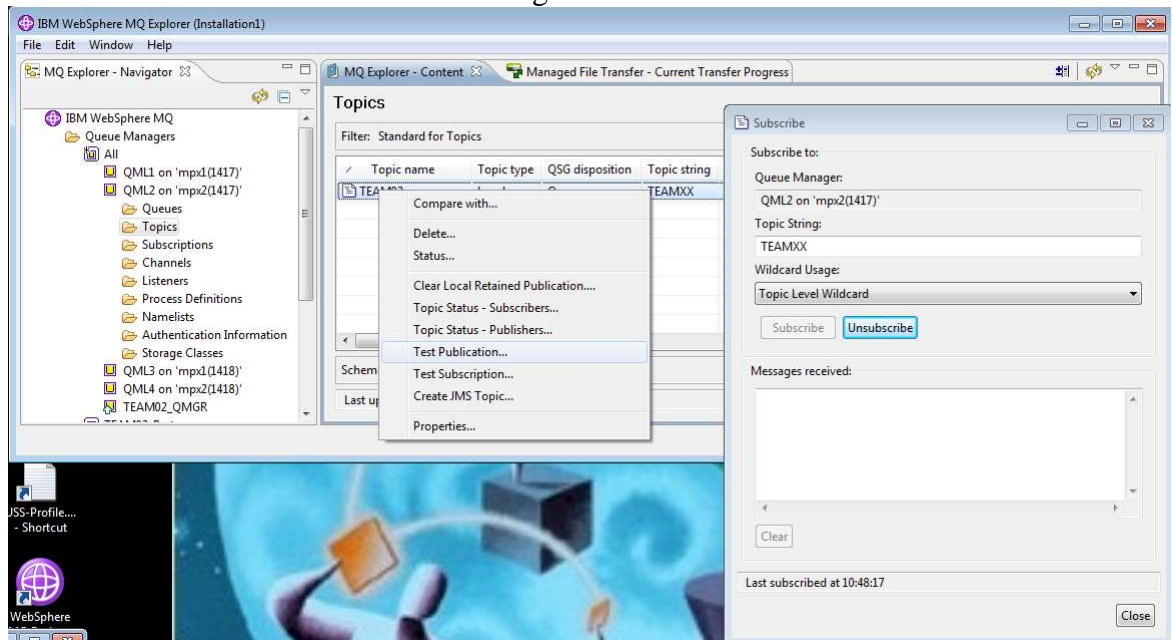 IBM WebSphere MQ Explorer (Installation1)
File Edit Window Help
MQ Explorer - Navigator
MQ Explorer - Content
Managed File Transfer - Current Transfer Progress
IBM WebSphere MQ
Queue Managers
All
QML1 on 'mpx1(1417)'
QML2 on 'mpx2(1417)'
Queues
Topics
Subscriptions
Channels
Listeners
Process Definitions
Namelists
Authentication Information
Storage Classes
QML3 on 'mpx1(1418)'
QML4 on 'mpx2(1418)'
TEAM02_QMGR
Topics
Filter: Standard for Topics
Topic name Topic type QSG disposition Topic string
TEAMXX
Compare with...
Delete...
Status...
Clear Local Retained Publication....
Topic Status - Subscribers...
Topic Status - Publishers...
Test Publication...
Test Subscription...
Create JMS Topic...
Properties...
Schem
Last up
Subscribe
Subscribe to:
Queue Manager:
QML2 on 'mpx2(1417)'
Topic String:
TEAMXX
Wildcard Usage:
Topic Level Wildcard
Subscribe Unsubscribe
Messages received:
Clear
Last subscribed at 10:48:17
Close
USS-Profile....
- Shortcut
WebSphere